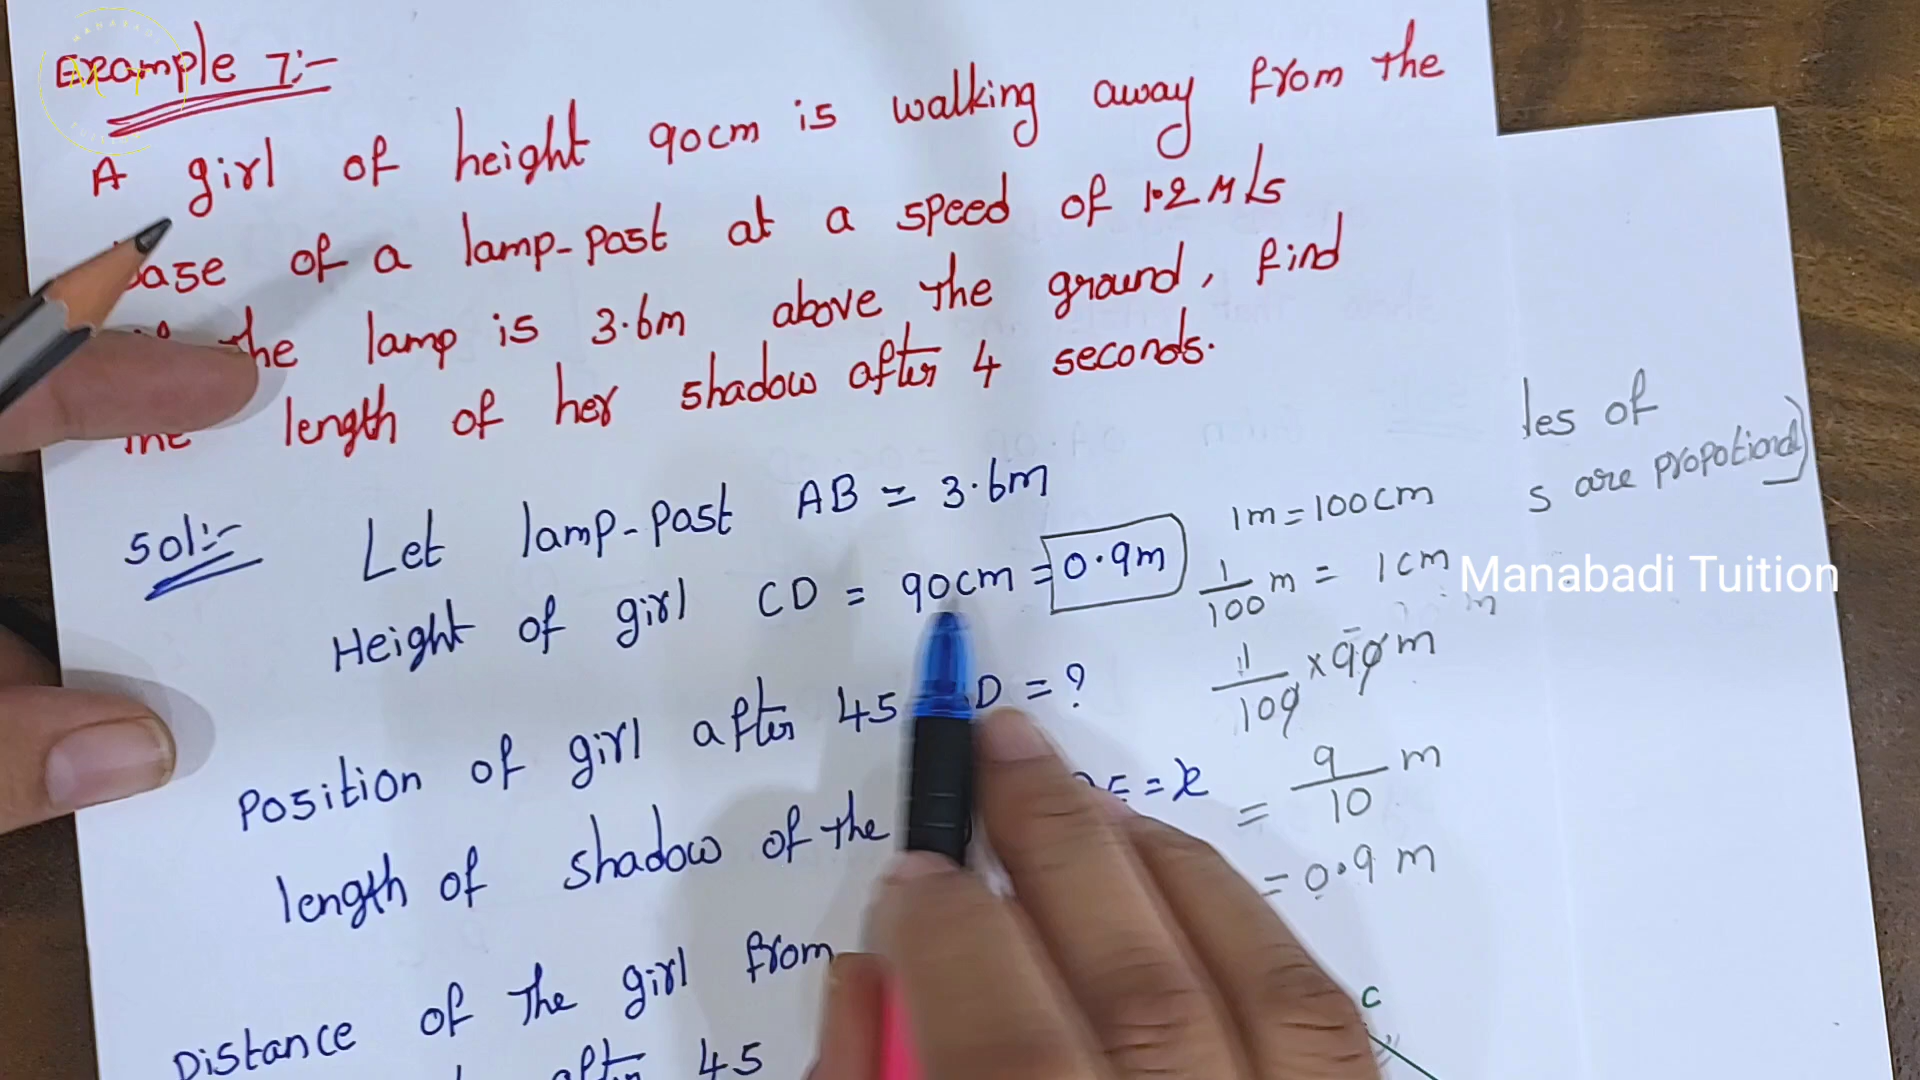 Example 7:-
A girl of height 90cm is walking away from the
base of a lamp-post at a speed of 1.2 M/s
the lamp is 3.6m above the ground, find
the length of her shadow after 4 seconds.
Sol:- Let lamp-post AB = 3.6m
Height of girl CD = 90cm = 0.9m
Position of girl after 4s D = ?
length of shadow of the = x
Distance of the girl from
after 4s
1m = 100cm
1/100 m = 1cm
1/100 × 90 m
= 9/10 m
= 0.9 m
les of
s are propotional)
Manabadi Tuition
C